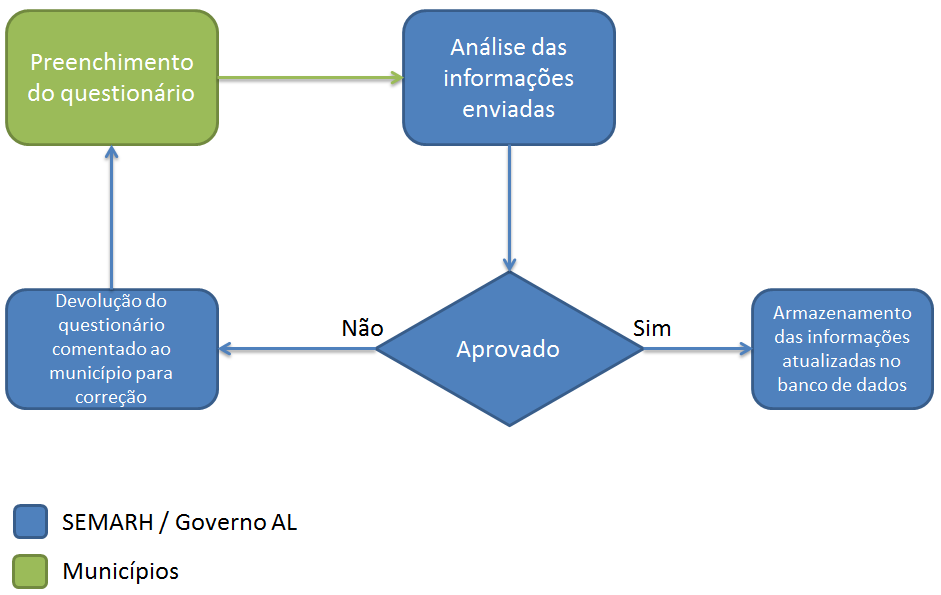 Preenchimento
do questionário
Análise das
informações
enviadas
Devolução do
questionário
comentado ao
município para
correção
Não
Aprovado
Sim
Armazenamento
das informações
atualizadas no
banco de dados
SEMARH / Governo AL
Municípios